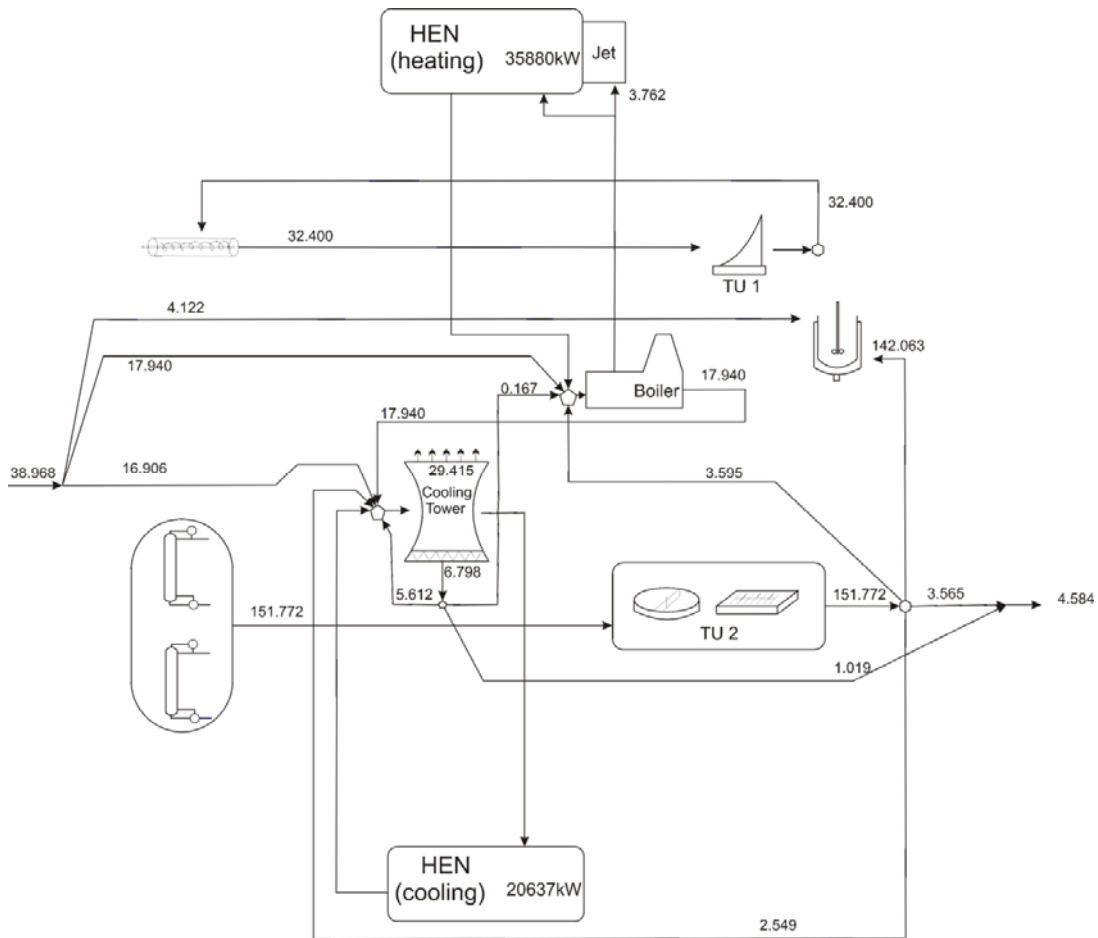 HEN
(heating)
35880kW
Jet
3.762
32.400
32.400
TU 1
4.122
142.063
17.940
0.167
Boiler
17.940
17.940
38.968
16.906
29.415
Cooling
Tower
3.595
6.798
5.612
151.772
151.772
3.565
4.584
TU 2
1.019
HEN
(cooling)
20637kW
2.549